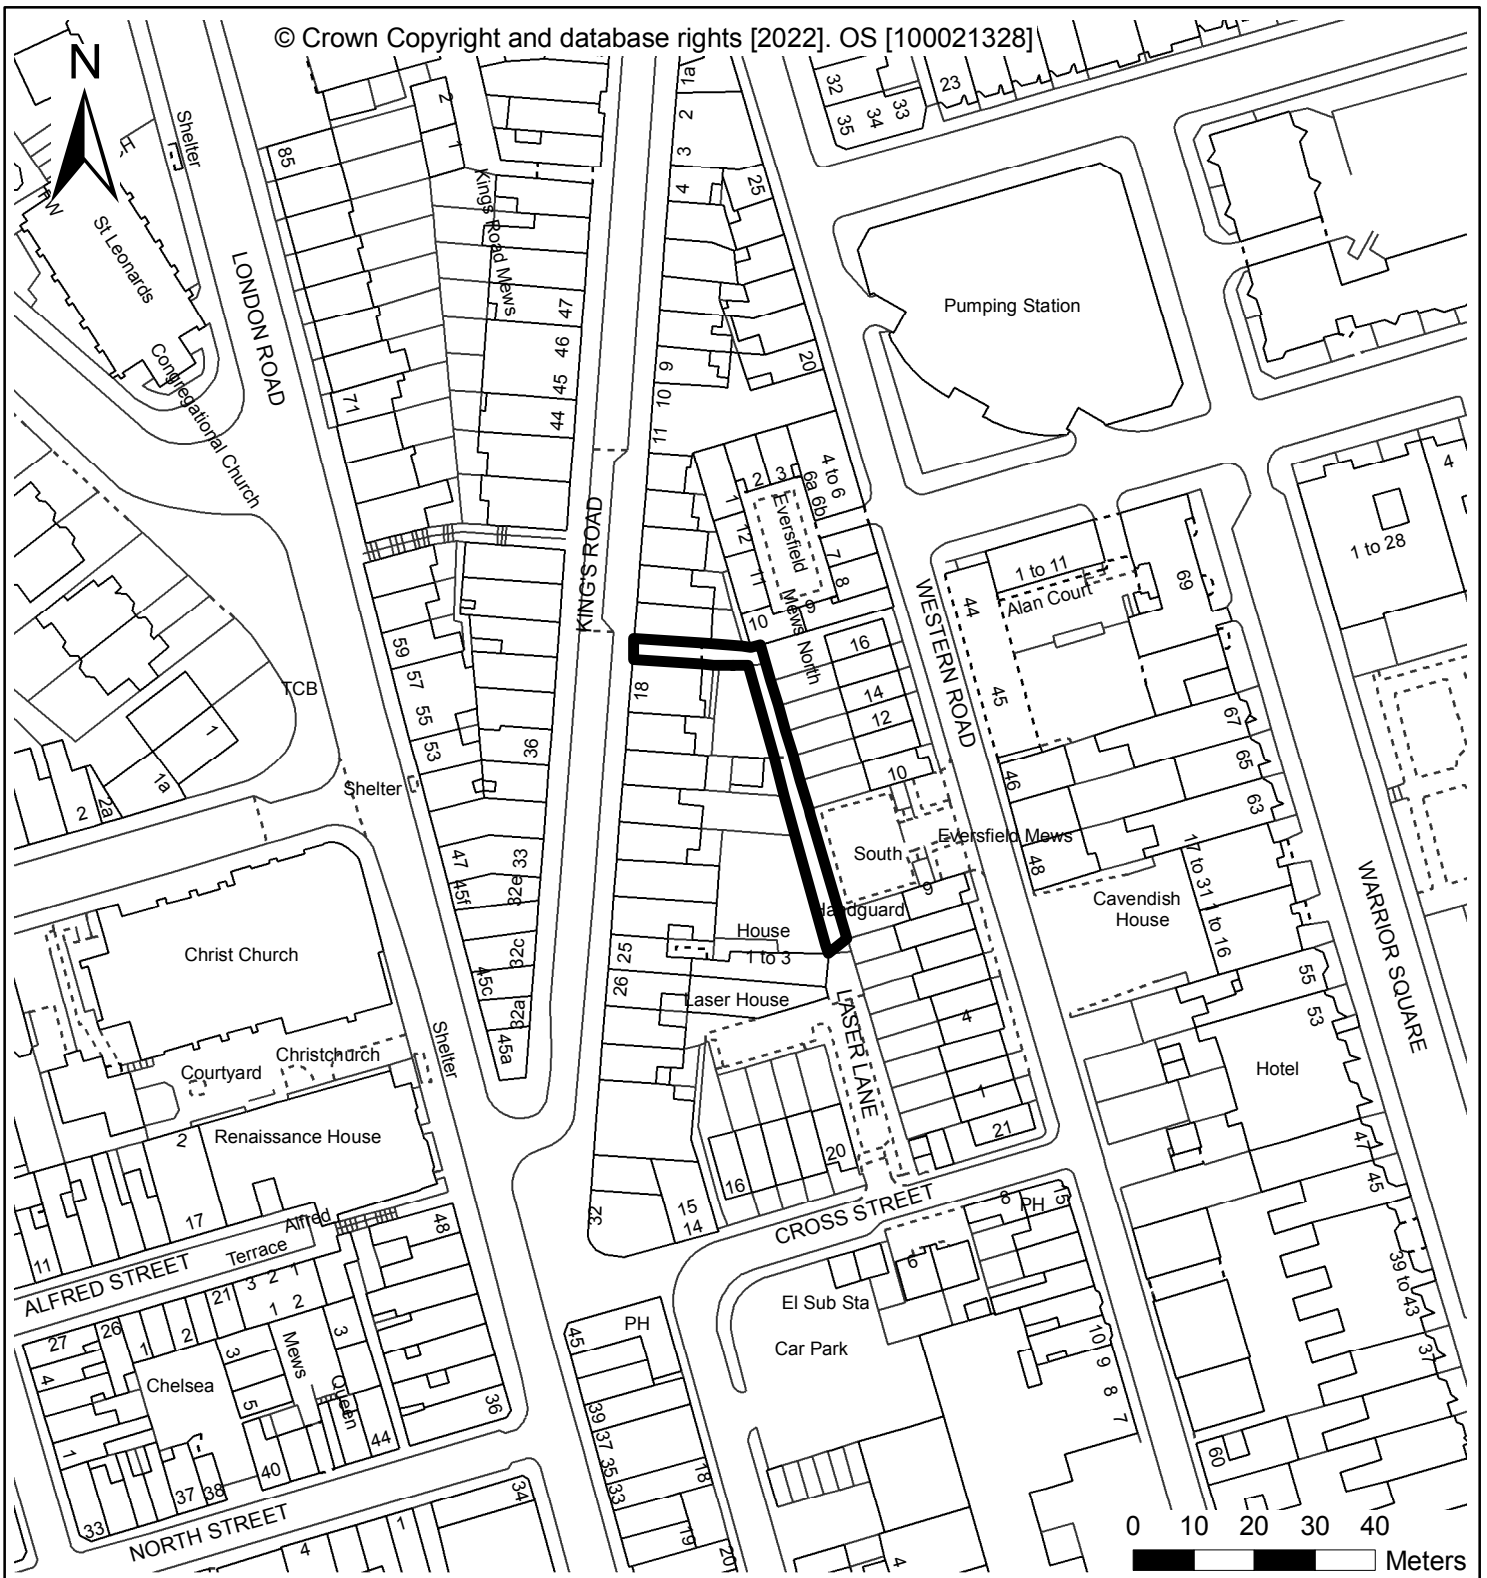 © Crown Copyright and database rights [2022]. OS [100021328]
N
Shelter
85
2
1
1a
2
3
4
25
32
35
34
33
23
St Leonards
Congregational Church
LONDON ROAD
Kings Road Mews
47
46
45
44
9
10
11
20
71
Pumping Station
KING'S ROAD
1
2
3
4 to 6
6a
6b
12
11
10
Eversfield
Mews North
7
8
9
WESTERN ROAD
44
1 to 11
Alan Court
69
1 to 28
4
59
57
55
53
TCB
1
1a
2a
2
Shelter
36
18
16
14
12
10
45
46
67
65
63
South
Eversfield Mews
48
9
Handguard
House
1 to 3
Laser House
LASER LANE
Cavendish
House
17 to 31
11 to 16
WARRIOR SQUARE
55
53
Hotel
47
45f
45c
45a
33
32e
32c
32a
25
26
Christ Church
Christchurch
Courtyard
Shelter
Renaissance House
2
17
11
Alfred
Terrace
ALFRED STREET
48
4
1
21
20
16
15
14
32
CROSS STREET
8
PH
15
6
47
45
39 to 43
37
El Sub Sta
Car Park
10
9
8
7
60
27
26
4
1
1
2
21
3
2
1
1
2
3
3
5
Mews
Queen
Chelsea
36
44
40
38
37
33
NORTH STREET
34
4
1
45
PH
39
37
35
33
18
19
20
4
0 10 20 30 40
Meters